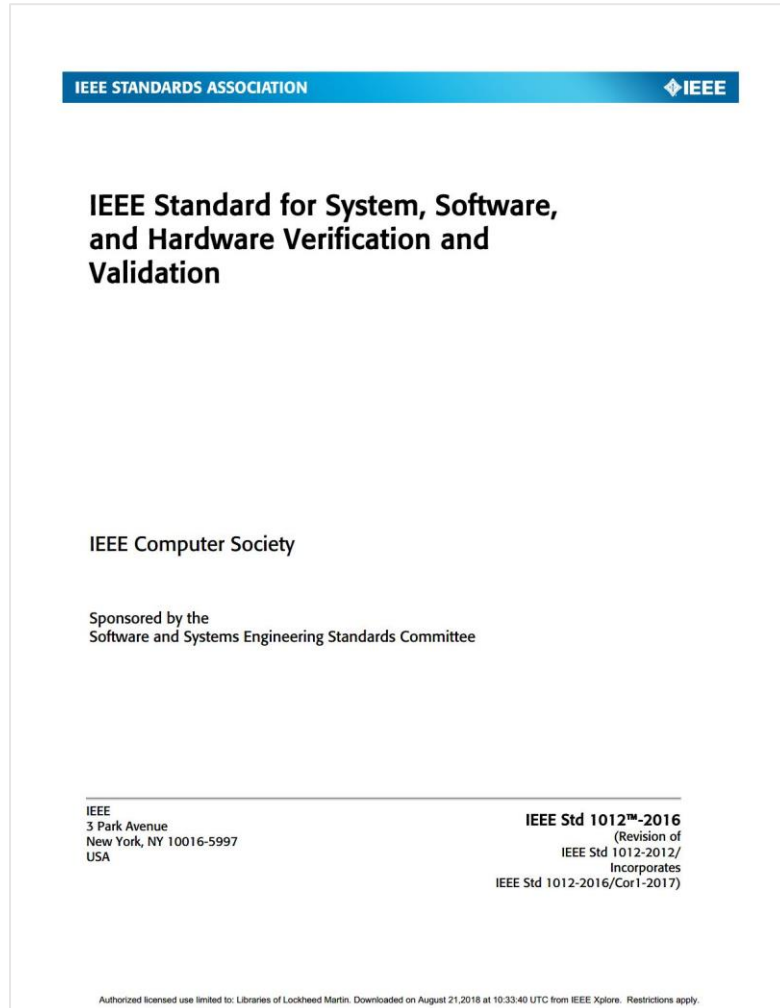 IEEE STANDARDS ASSOCIATION
IEEE
IEEE Standard for System, Software,
and Hardware Verification and
Validation
IEEE Computer Society
Sponsored by the
Software and Systems Engineering Standards Committee
IEEE
3 Park Avenue
New York, NY 10016-5997
USA
IEEE Std 1012™-2016
(Revision of
IEEE Std 1012-2012/
Incorporates
IEEE Std 1012-2016/Cor1-2017)
Authorized licensed use limited to: Libraries of Lockheed Martin. Downloaded on August 21,2018 at 10:33:40 UTC from IEEE Xplore. Restrictions apply.